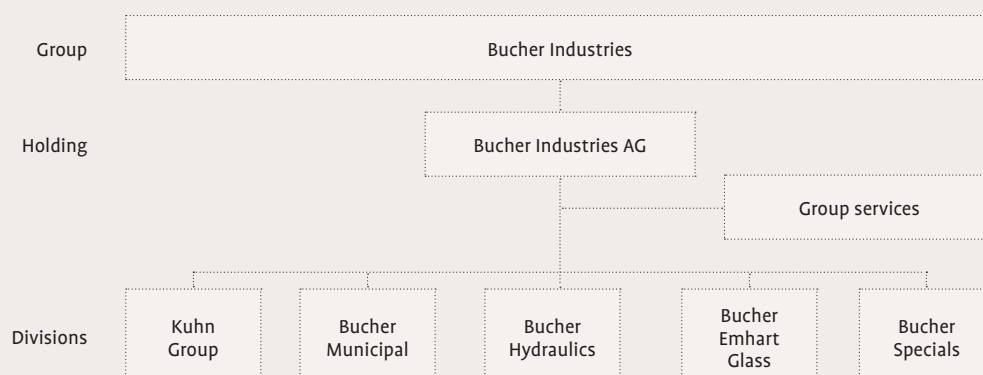 Group
Bucher Industries
Holding
Bucher Industries AG
Group services
Divisions
Kuhn
Group
Bucher
Municipal
Bucher
Hydraulics
Bucher
Emhart
Glass
Bucher
Specials